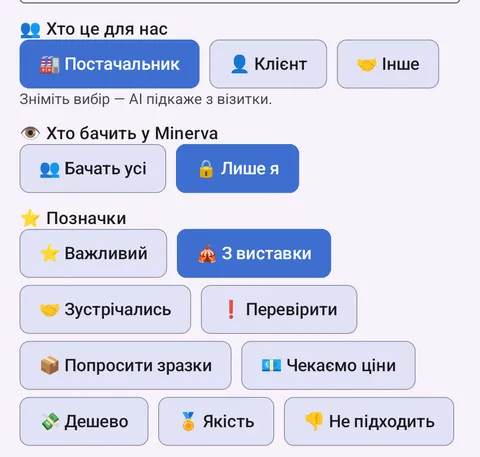 👥 Хто це для нас
🏭 Постачальник 👤 Клієнт 🤝 Інше
Зніміть вибір — AI підкаже з візитки.
👁️ Хто бачить у Minerva
👥 Бачать усі 🔒 Лише я
⭐ Позначки
⭐ Важливий 🎪 З виставки
🤝 Зустрічались ❗ Перевірити
📦 Попросити зразки 💶 Чекаємо ціни
💸 Дешево 🏅 Якість 👎 Не підходить